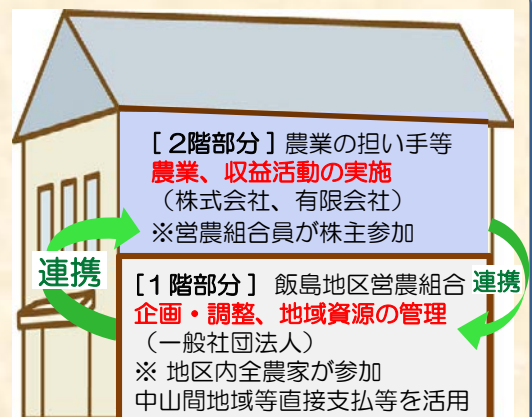 [2階部分]農業の担い手等
農業、収益活動の実施
（株式会社、有限会社）
※営農組合員が株主参加
連携
連携
[1階部分] 飯島地区営農組合
企画・調整、地域資源の管理
（一般社団法人）
※ 地区内全農家が参加
中山間地域等直接支払等を活用